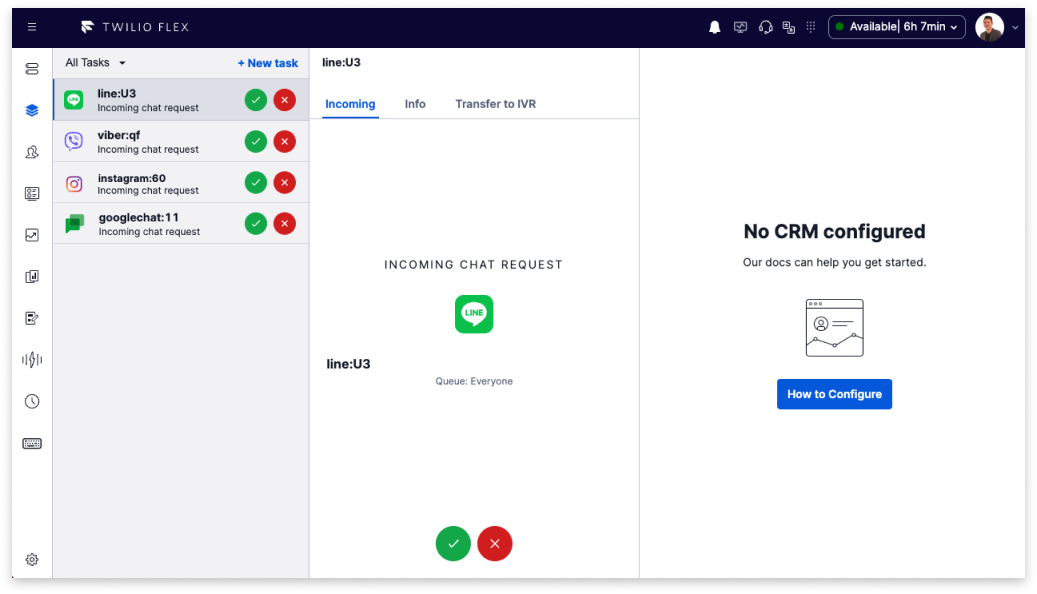 TWILIO FLEX
Available| 6h 7min
All Tasks
+ New task
line:U3
Incoming chat request
viber:qf
Incoming chat request
instagram:60
Incoming chat request
googlechat:11
Incoming chat request
line:U3
Incoming
Info
Transfer to IVR
INCOMING CHAT REQUEST
LINE
line:U3
Queue: Everyone
No CRM configured
Our docs can help you get started.
How to Configure